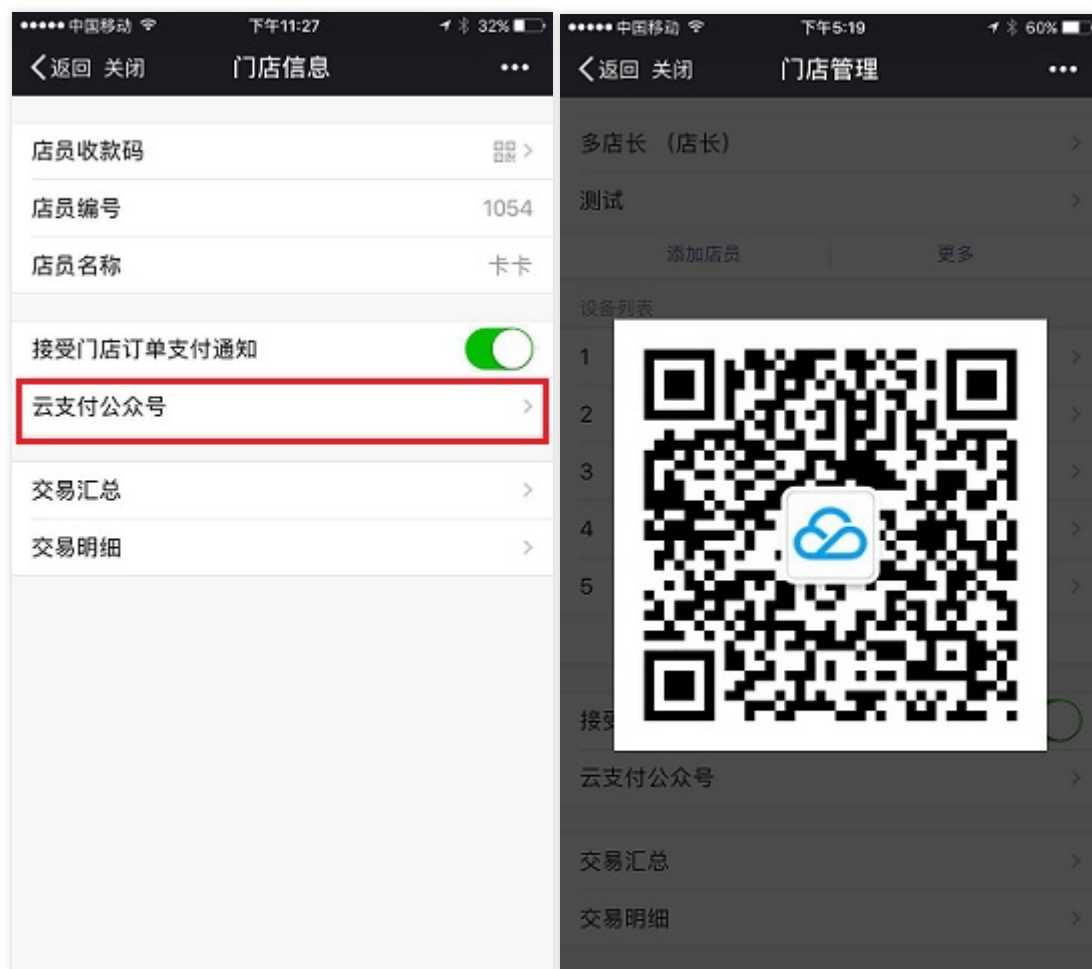 中国移动 下午11:27 32%
返回 关闭 门店信息
店员收款码
店员编号 1054
店员名称 卡卡
接受门店订单支付通知
云支付公众号
交易汇总
交易明细
中国移动 下午5:19 60%
返回 关闭 门店管理
多店长 （店长）
测试
添加店员 更多
设备列表
1
2
3
4
5
接受
云支付公众号
交易汇总
交易明细